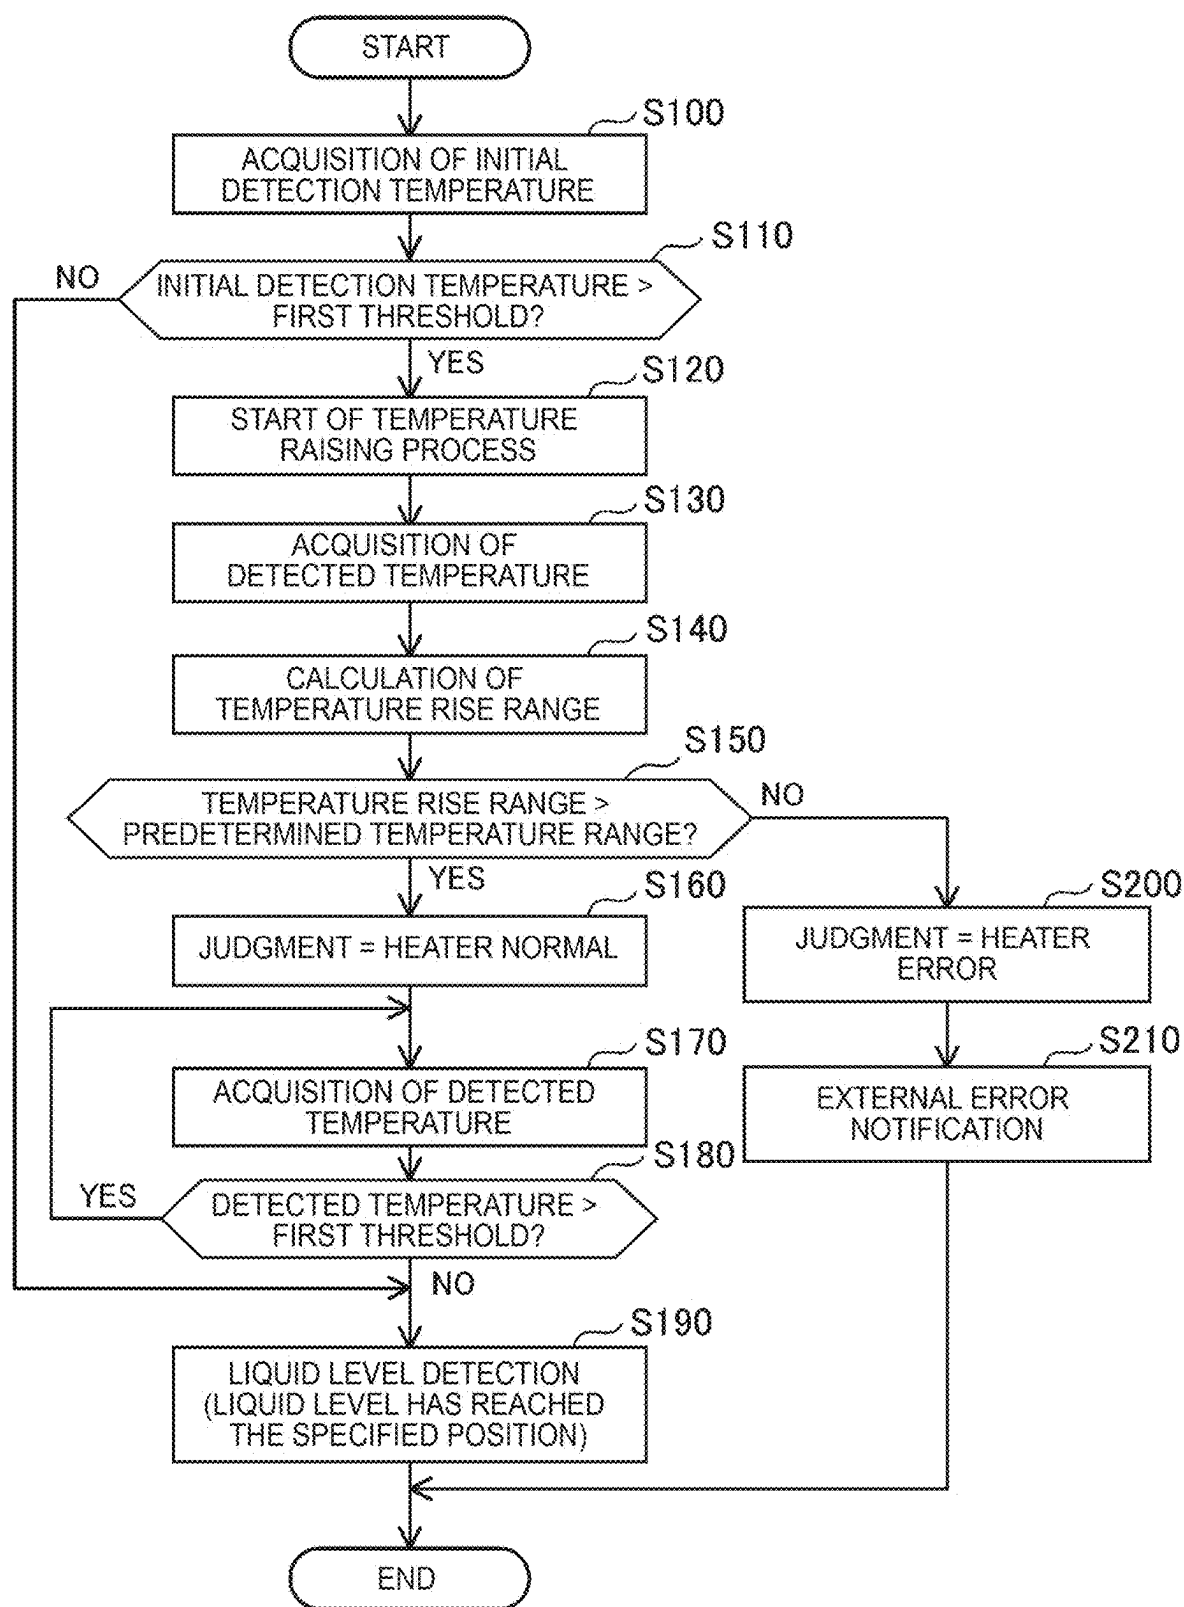 START
S100
ACQUISITION OF INITIAL
DETECTION TEMPERATURE
S110
NO
INITIAL DETECTION TEMPERATURE >
FIRST THRESHOLD?
YES
S120
START OF TEMPERATURE
RAISING PROCESS
S130
ACQUISITION OF
DETECTED TEMPERATURE
S140
CALCULATION OF
TEMPERATURE RISE RANGE
S150
TEMPERATURE RISE RANGE >
PREDETERMINED TEMPERATURE RANGE?
NO
YES
S160
JUDGMENT = HEATER NORMAL
S200
JUDGMENT = HEATER
ERROR
S170
ACQUISITION OF DETECTED
TEMPERATURE
S210
EXTERNAL ERROR
NOTIFICATION
S180
YES
DETECTED TEMPERATURE >
FIRST THRESHOLD?
NO
S190
LIQUID LEVEL DETECTION
(LIQUID LEVEL HAS REACHED
THE SPECIFIED POSITION)
END